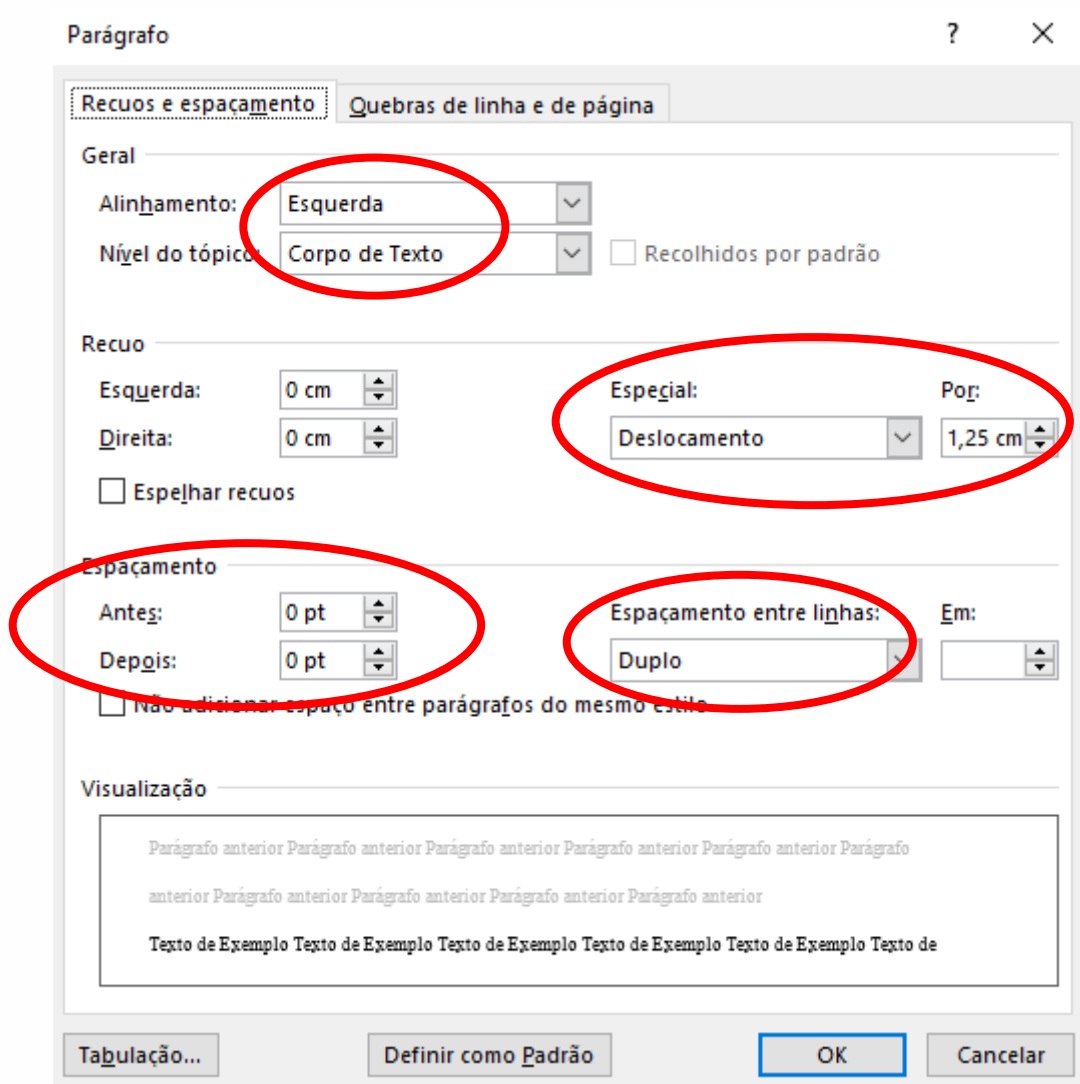 Parágrafo ?
Recuos e espaçamento Quebras de linha e de página
Geral
Alinhamento: Esquerda
Nível do tópico: Corpo de Texto Recolhidos por padrão
Recuo
Esquerda: 0 cm Especial: Por:
Direita: 0 cm Deslocamento 1,25 cm
Espelhar recuos
Espaçamento
Antes: 0 pt Espaçamento entre linhas: Em:
Depois: 0 pt Duplo
Não adicionar espaço entre parágrafos do mesmo estilo
Visualização
Parágrafo anterior Parágrafo anterior Parágrafo anterior Parágrafo anterior Parágrafo anterior Parágrafo
anterior Parágrafo anterior Parágrafo anterior Parágrafo anterior Parágrafo anterior
Texto de Exemplo Texto de Exemplo Texto de Exemplo Texto de Exemplo Texto de Exemplo Texto de
Tabulação... Definir como Padrão OK Cancelar